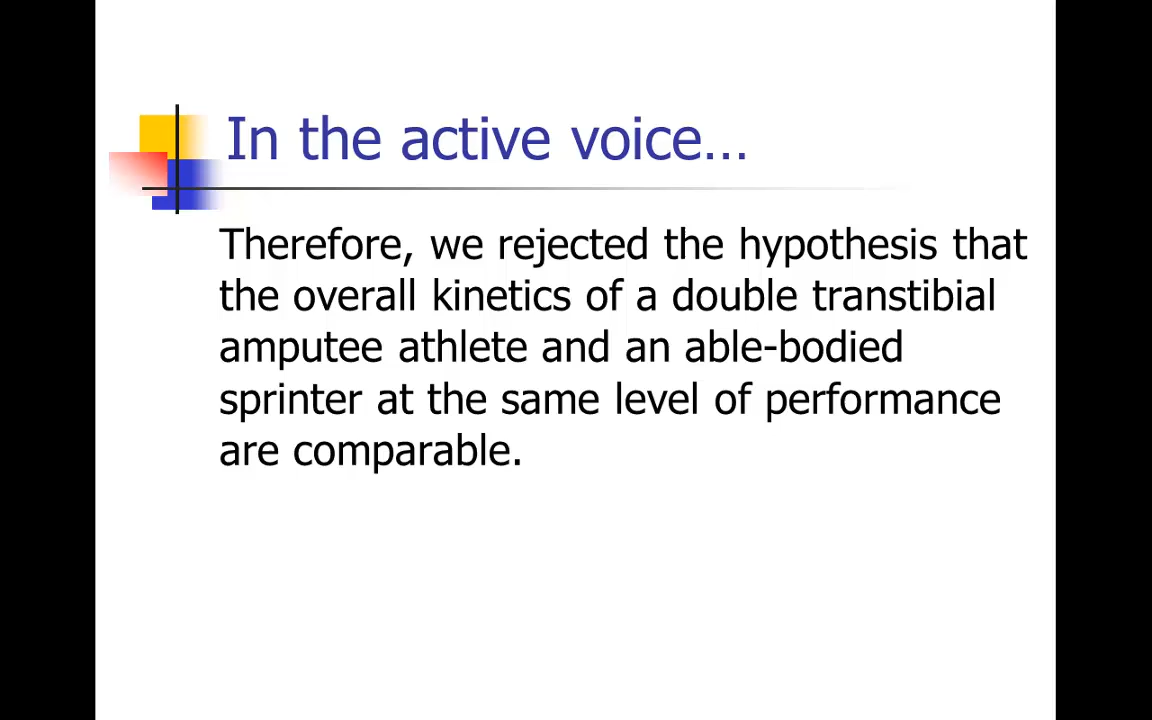 In the active voice…
Therefore, we rejected the hypothesis that
the overall kinetics of a double transtibial
amputee athlete and an able-bodied
sprinter at the same level of performance
are comparable.